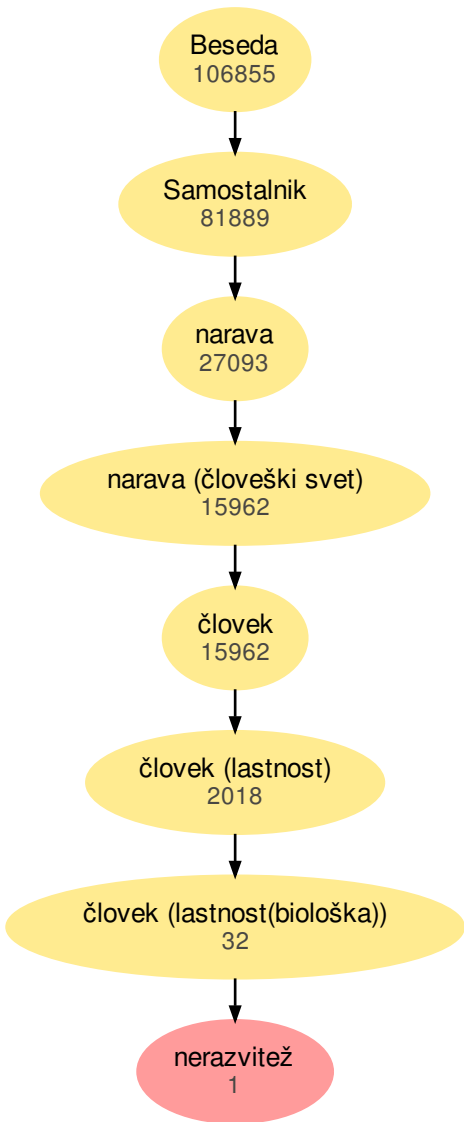 Beseda
106855
Samostalnik
81889
narava
27093
narava (človeški svet)
15962
človek
15962
človek (lastnost)
2018
človek (lastnost(biološka))
32
nerazvitež
1